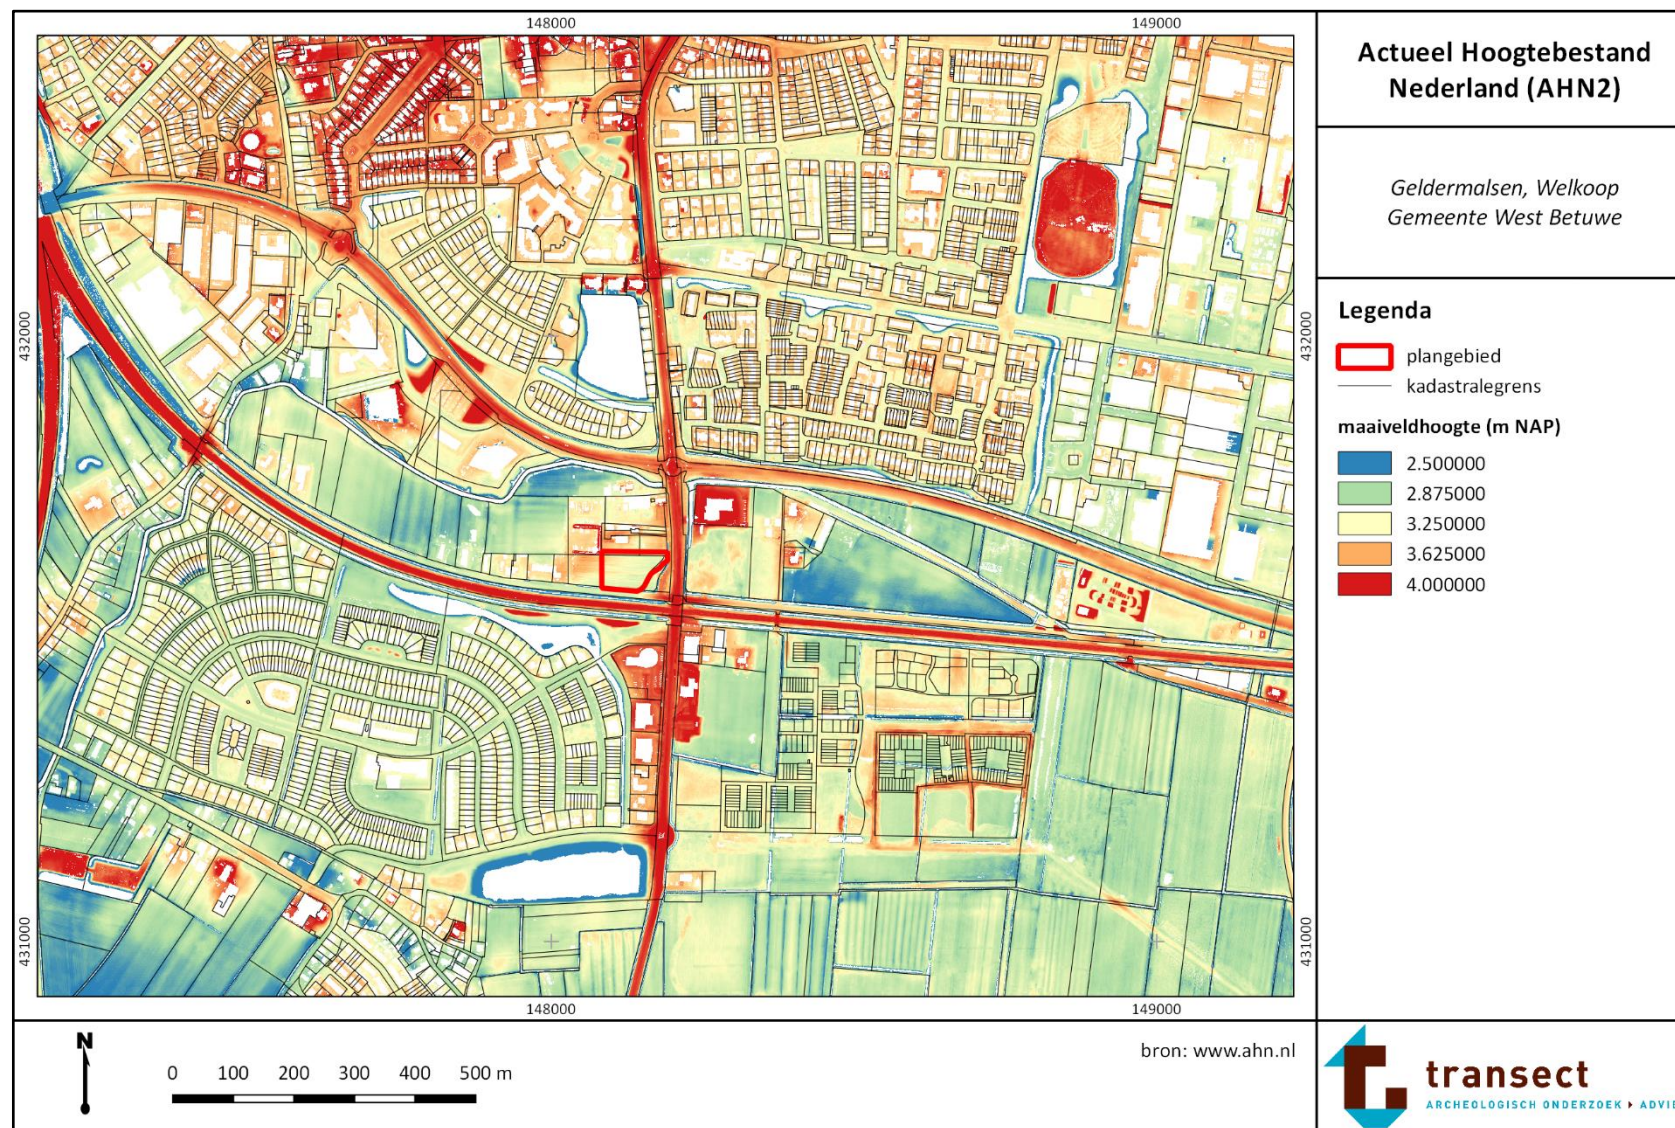 148000
149000
432000
432000
431000
431000
148000
149000
Actueel Hoogtebestand
Nederland (AHN2)
Geldermalsen, Welkoop
Gemeente West Betuwe
Legenda
plangebied
kadastralegrens
maaiveldhoogte (m NAP)
2.500000
2.875000
3.250000
3.625000
4.000000
N
0 100 200 300 400 500 m
bron: www.ahn.nl
transect
ARCHEOLOGISCH ONDERZOEK ▸ ADVIE